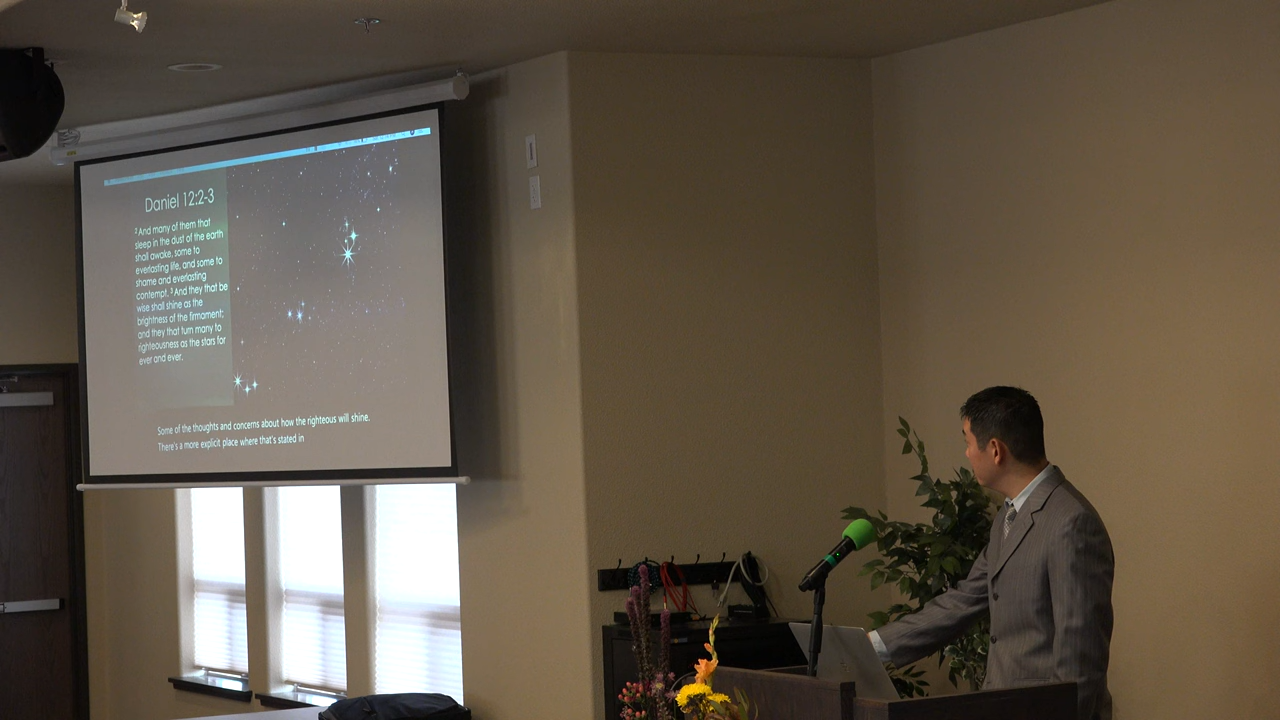 Daniel 12:2-3
2 And many of them that
sleep in the dust of the earth
shall awake, some to
everlasting life, and some to
shame and everlasting
contempt. 3 And they that be
wise shall shine as the
brightness of the firmament;
and they that turn many to
righteousness as the stars for
ever and ever.
Some of the thoughts and concerns about how the righteous will shine.
There's a more explicit place where that's stated in